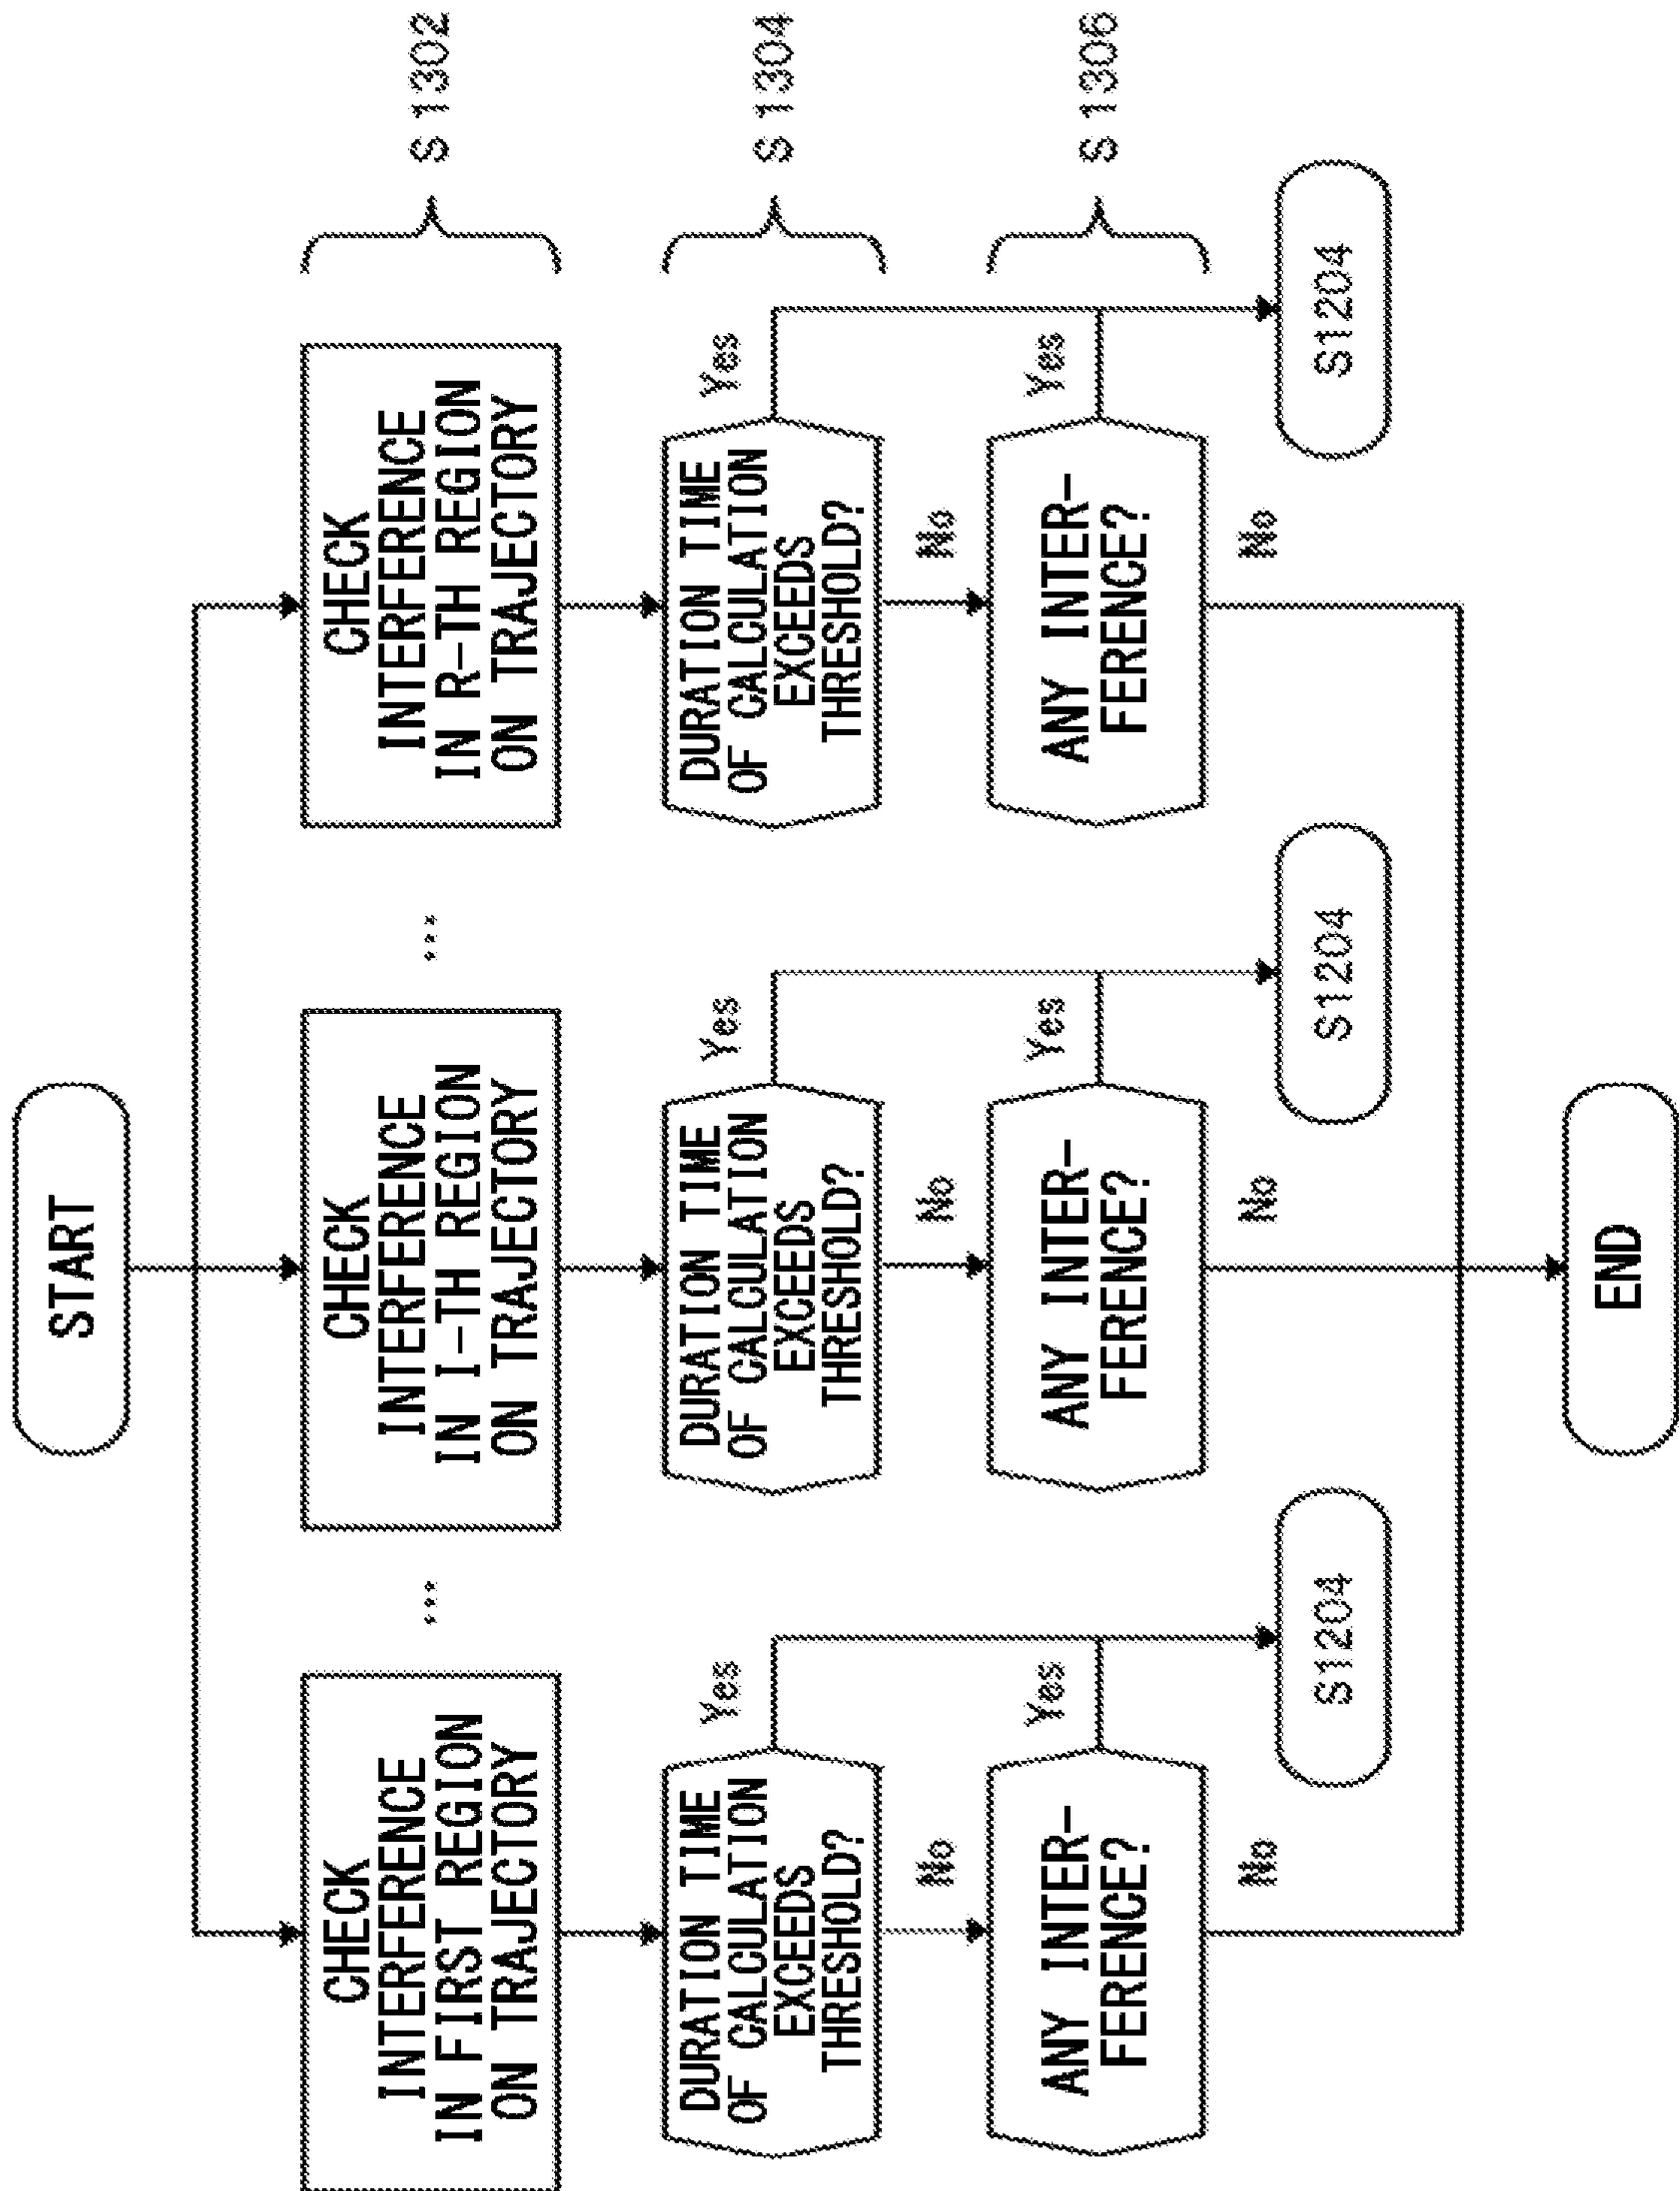 START
CHECK
INTERFERENCE
IN FIRST REGION
ON TRAJECTORY
...
CHECK
INTERFERENCE
IN I-TH REGION
ON TRAJECTORY
...
CHECK
INTERFERENCE
IN R-TH REGION
ON TRAJECTORY
S 1302
DURATION TIME
OF CALCULATION
EXCEEDS
THRESHOLD?
Yes
No
DURATION TIME
OF CALCULATION
EXCEEDS
THRESHOLD?
Yes
No
DURATION TIME
OF CALCULATION
EXCEEDS
THRESHOLD?
Yes
No
S 1304
ANY INTER-
FERENCE?
Yes
No
ANY INTER-
FERENCE?
Yes
No
ANY INTER-
FERENCE?
Yes
No
S 1306
S1204
S1204
S1204
END